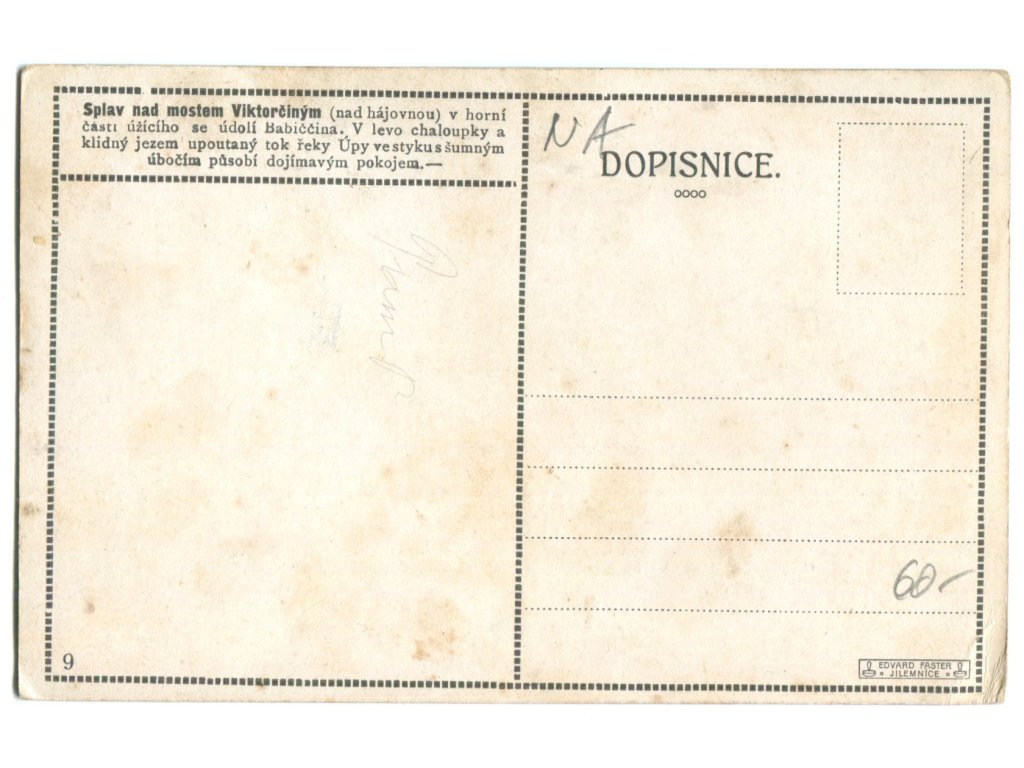 Splav nad mostem Viktorčiným (nad hájovnou) v horní
části úžícího se údolí Babiččina. V levo chaloupky a
klidný jezem upoutaný tok řeky Úpy ve styku s šumným
úbočím působí dojímavým pokojem.—
NA
DOPISNICE.
60-
9
EDVARD FASTER
JILEMNICE